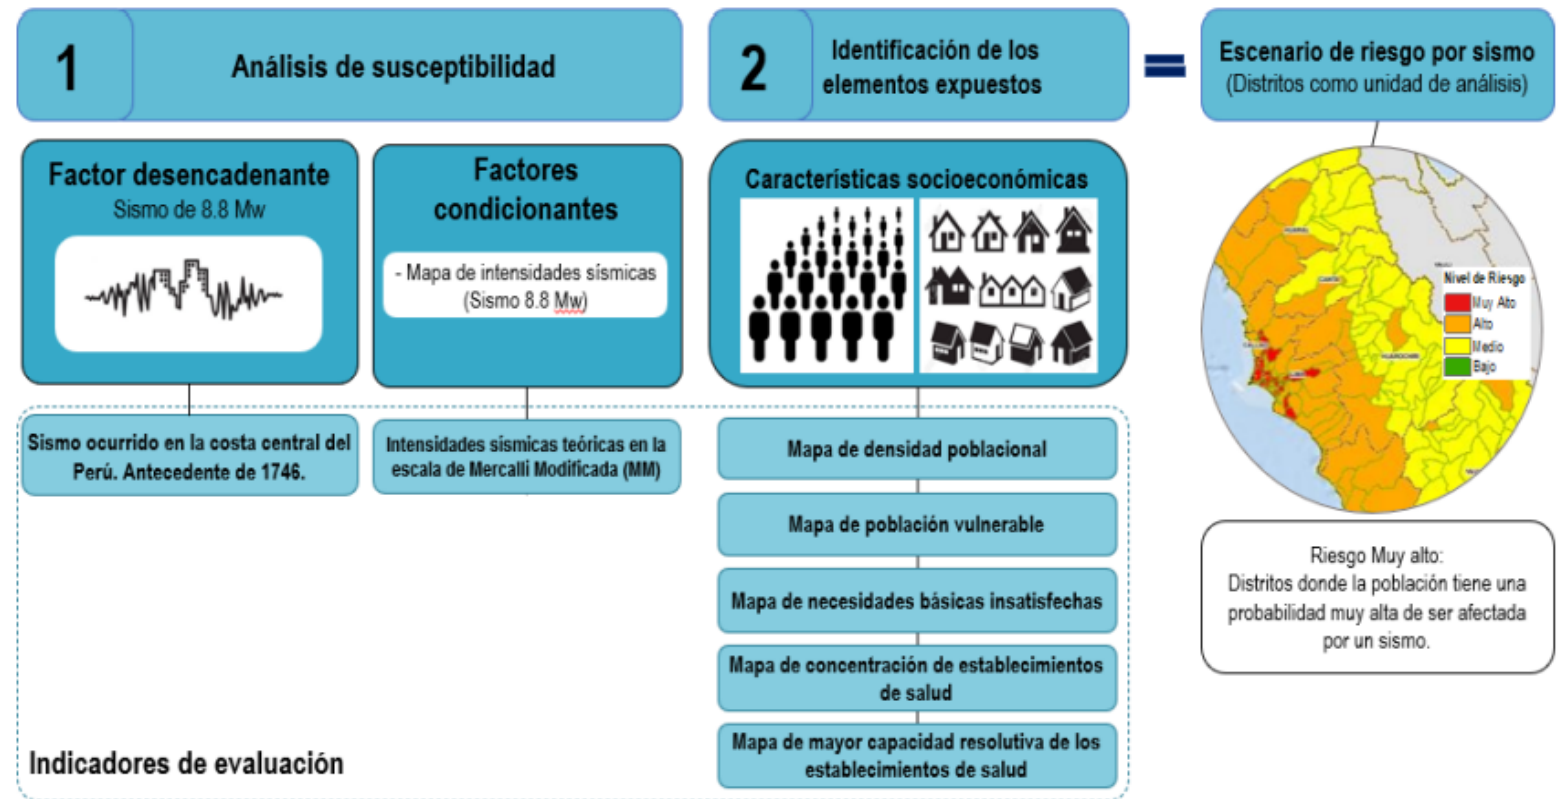 1
Análisis de susceptibilidad
2
Identificación de los
elementos expuestos
=
Escenario de riesgo por sismo
(Distritos como unidad de análisis)
Factor desencadenante
Sismo de 8.8 Mw
Factores
condicionantes
- Mapa de intensidades sísmicas
(Sismo 8.8 Mw)
Características socioeconómicas
Nivel de Riesgo
Muy Alto
Alto
Medio
Bajo
Sismo ocurrido en la costa central del
Perú. Antecedente de 1746.
Intensidades sísmicas teóricas en la
escala de Mercalli Modificada (MM)
Mapa de densidad poblacional
Mapa de población vulnerable
Mapa de necesidades básicas insatisfechas
Mapa de concentración de establecimientos
de salud
Mapa de mayor capacidad resolutiva de los
establecimientos de salud
Riesgo Muy alto:
Distritos donde la población tiene una
probabilidad muy alta de ser afectada
por un sismo.
Indicadores de evaluación